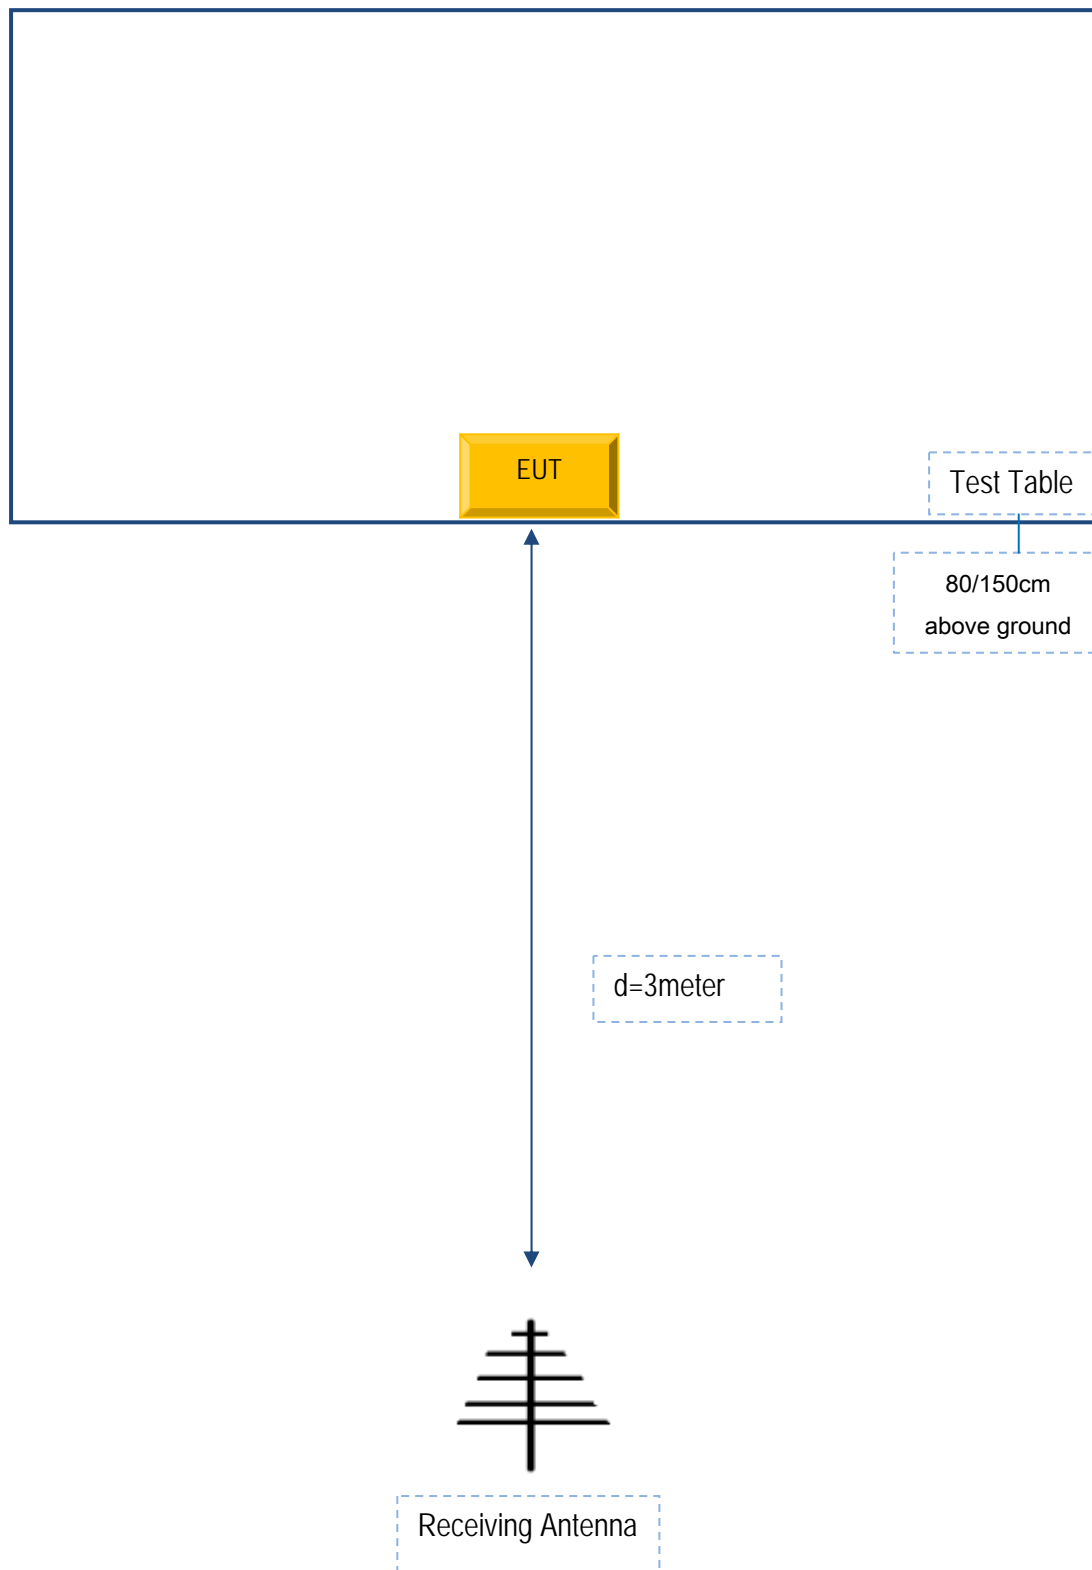 EUT
Test Table
80/150cm
above ground
d=3meter
Receiving Antenna